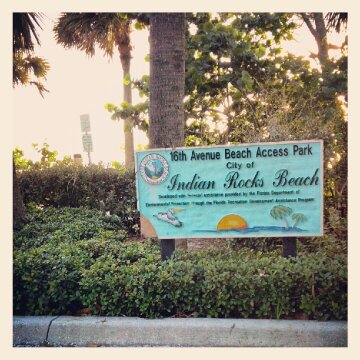 16th Avenue Beach Access Park
City of
Indian Rocks Beach
Developed with financial assistance provided by the Florida Department of
Environmental Protection through the Florida Recreation Development Assistance
Program